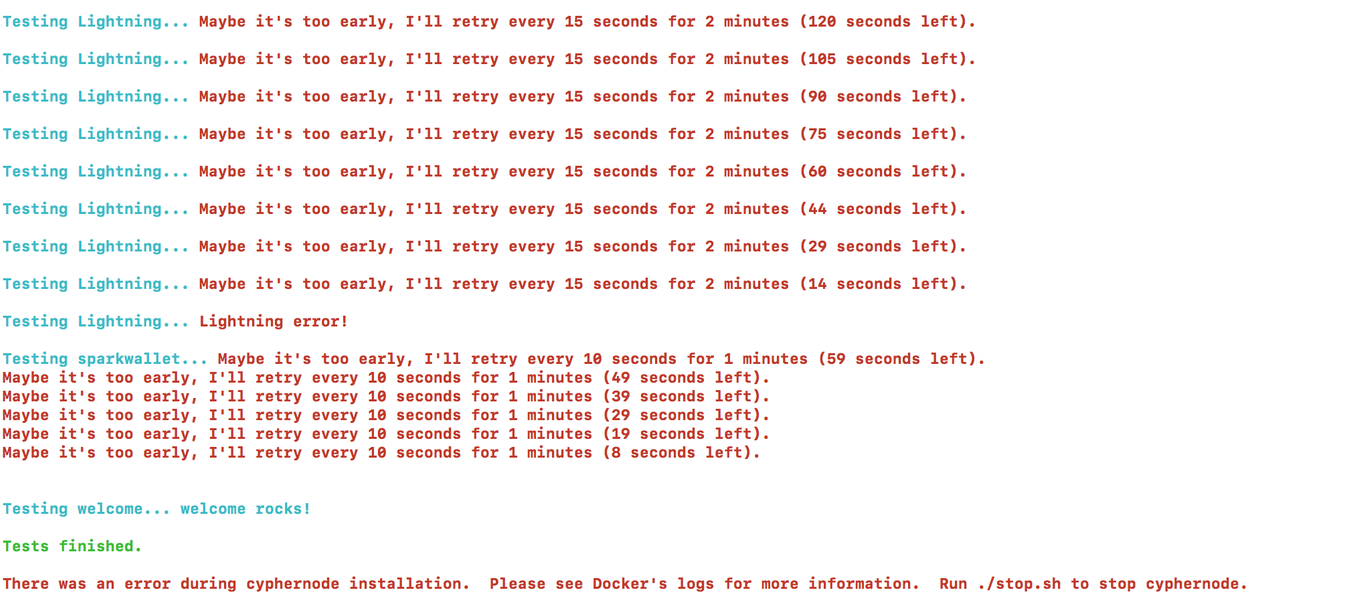 Testing Lightning... Maybe it's too early, I'll retry every 15 seconds for 2 minutes (120 seconds left).
Testing Lightning... Maybe it's too early, I'll retry every 15 seconds for 2 minutes (105 seconds left).
Testing Lightning... Maybe it's too early, I'll retry every 15 seconds for 2 minutes (90 seconds left).
Testing Lightning... Maybe it's too early, I'll retry every 15 seconds for 2 minutes (75 seconds left).
Testing Lightning... Maybe it's too early, I'll retry every 15 seconds for 2 minutes (60 seconds left).
Testing Lightning... Maybe it's too early, I'll retry every 15 seconds for 2 minutes (44 seconds left).
Testing Lightning... Maybe it's too early, I'll retry every 15 seconds for 2 minutes (29 seconds left).
Testing Lightning... Maybe it's too early, I'll retry every 15 seconds for 2 minutes (14 seconds left).
Testing Lightning... Lightning error!
Testing sparkwallet... Maybe it's too early, I'll retry every 10 seconds for 1 minutes (59 seconds left).
Maybe it's too early, I'll retry every 10 seconds for 1 minutes (49 seconds left).
Maybe it's too early, I'll retry every 10 seconds for 1 minutes (39 seconds left).
Maybe it's too early, I'll retry every 10 seconds for 1 minutes (29 seconds left).
Maybe it's too early, I'll retry every 10 seconds for 1 minutes (19 seconds left).
Maybe it's too early, I'll retry every 10 seconds for 1 minutes (8 seconds left).
Testing welcome... welcome rocks!
Tests finished.
There was an error during cyphernode installation.  Please see Docker's logs for more information.  Run ./stop.sh to stop cyphernode.